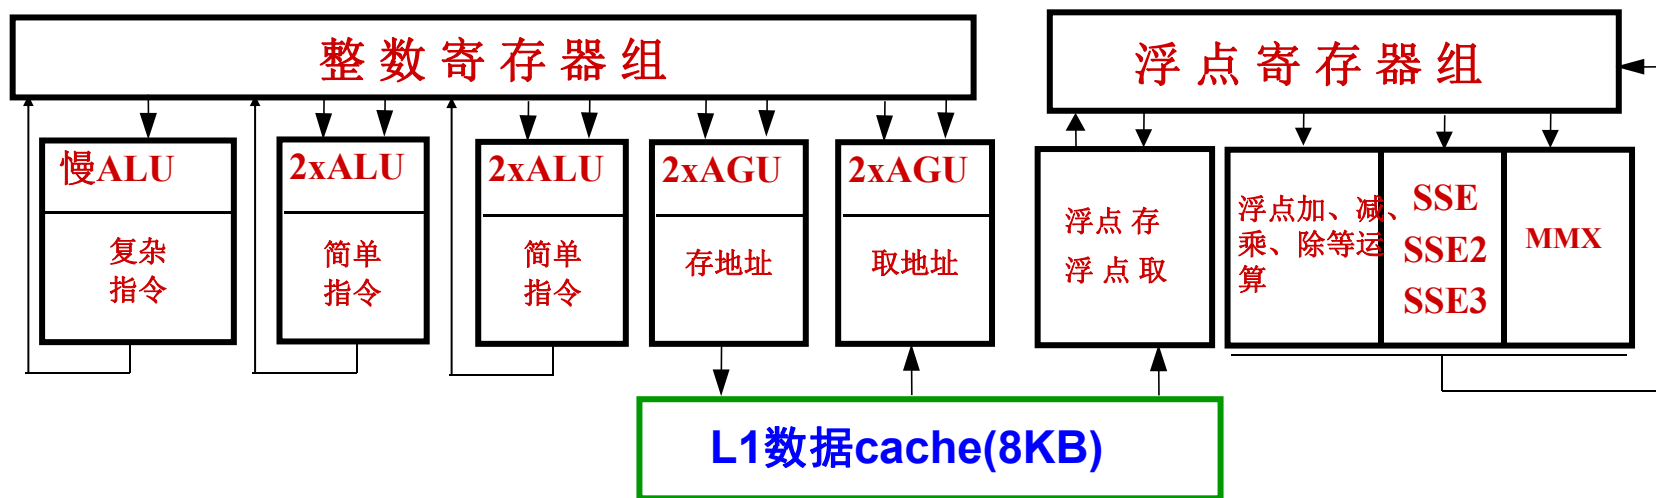 整数寄存器组
浮点寄存器组
慢ALU
复杂
指令
2xALU
简单
指令
2xALU
简单
指令
2xAGU
存地址
2xAGU
取地址
浮点 存
浮 点 取
浮点加、减、
乘、除等运
算
SSE
SSE2
SSE3
MMX
L1数据cache(8KB)